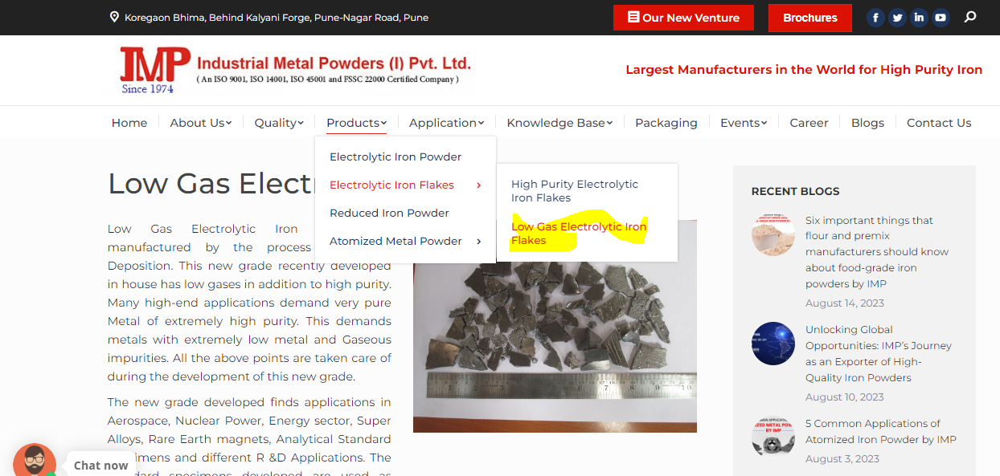 Koregaon Bhima, Behind Kalyani Forge, Pune-Nagar Road, Pune
Our New Venture
Brochures
IMP
Since 1974
Industrial Metal Powders (I) Pvt. Ltd.
( An ISO 9001, ISO 14001, ISO 45001 and FSSC 22000 Certified Company )
Largest Manufacturers in the World for High Purity Iron
Home
About Us
Quality
Products
Application
Knowledge Base
Packaging
Events
Career
Blogs
Contact Us
Electrolytic Iron Powder
Electrolytic Iron Flakes
Reduced Iron Powder
Atomized Metal Powder
High Purity Electrolytic
Iron Flakes
Low Gas Electrolytic Iron
Flakes
Low Gas Elect
Low Gas Electrolytic Iron
manufactured by the process
Deposition. This new grade recently developed
in house has low gases in addition to high purity.
Many high-end applications demand very pure
Metal of extremely high purity. This demands
metals with extremely low metal and Gaseous
impurities. All the above points are taken care of
during the development of this new grade.
The new grade developed finds applications in
Aerospace, Nuclear Power, Energy sector, Super
Alloys, Rare Earth magnets, Analytical Standard
imens and different R &D Applications. The
dard specimens developed are used as
Chat now
1 2 3 4 5 6 7 8 9 10
RECENT BLOGS
Six important things that
flour and premix
manufacturers should know
about food-grade iron
powders by IMP
August 14, 2023
Unlocking Global
Opportunities: IMP's Journey
as an Exporter of High-
Quality Iron Powders
August 10, 2023
5 Common Applications of
Atomized Iron Powder by IMP
August 3, 2023